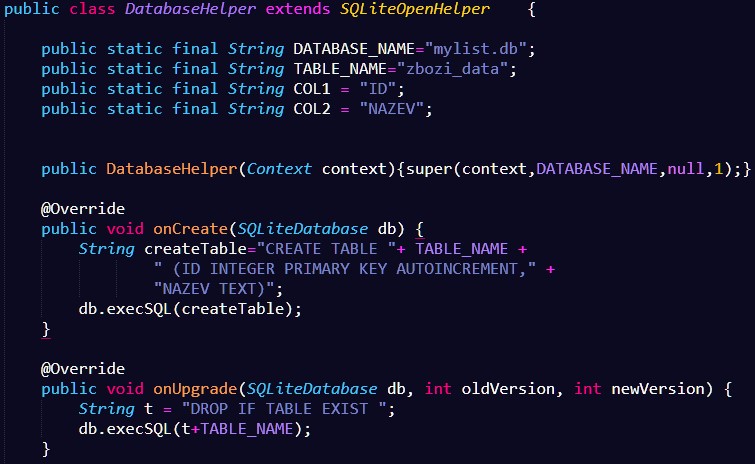 public class DatabaseHelper extends SQLiteOpenHelper   {
public static final String DATABASE_NAME="mylist.db";
public static final String TABLE_NAME="zbozi_data";
public static final String COL1 = "ID";
public static final String COL2 = "NAZEV";
public DatabaseHelper(Context context){super(context,DATABASE_NAME,null,1);}
@Override
public void onCreate(SQLiteDatabase db) {
String createTable="CREATE TABLE "+ TABLE_NAME +
" (ID INTEGER PRIMARY KEY AUTOINCREMENT," +
"NAZEV TEXT)";
db.execSQL(createTable);
}
@Override
public void onUpgrade(SQLiteDatabase db, int oldVersion, int newVersion) {
String t = "DROP IF TABLE EXIST ";
db.execSQL(t+TABLE_NAME);
}